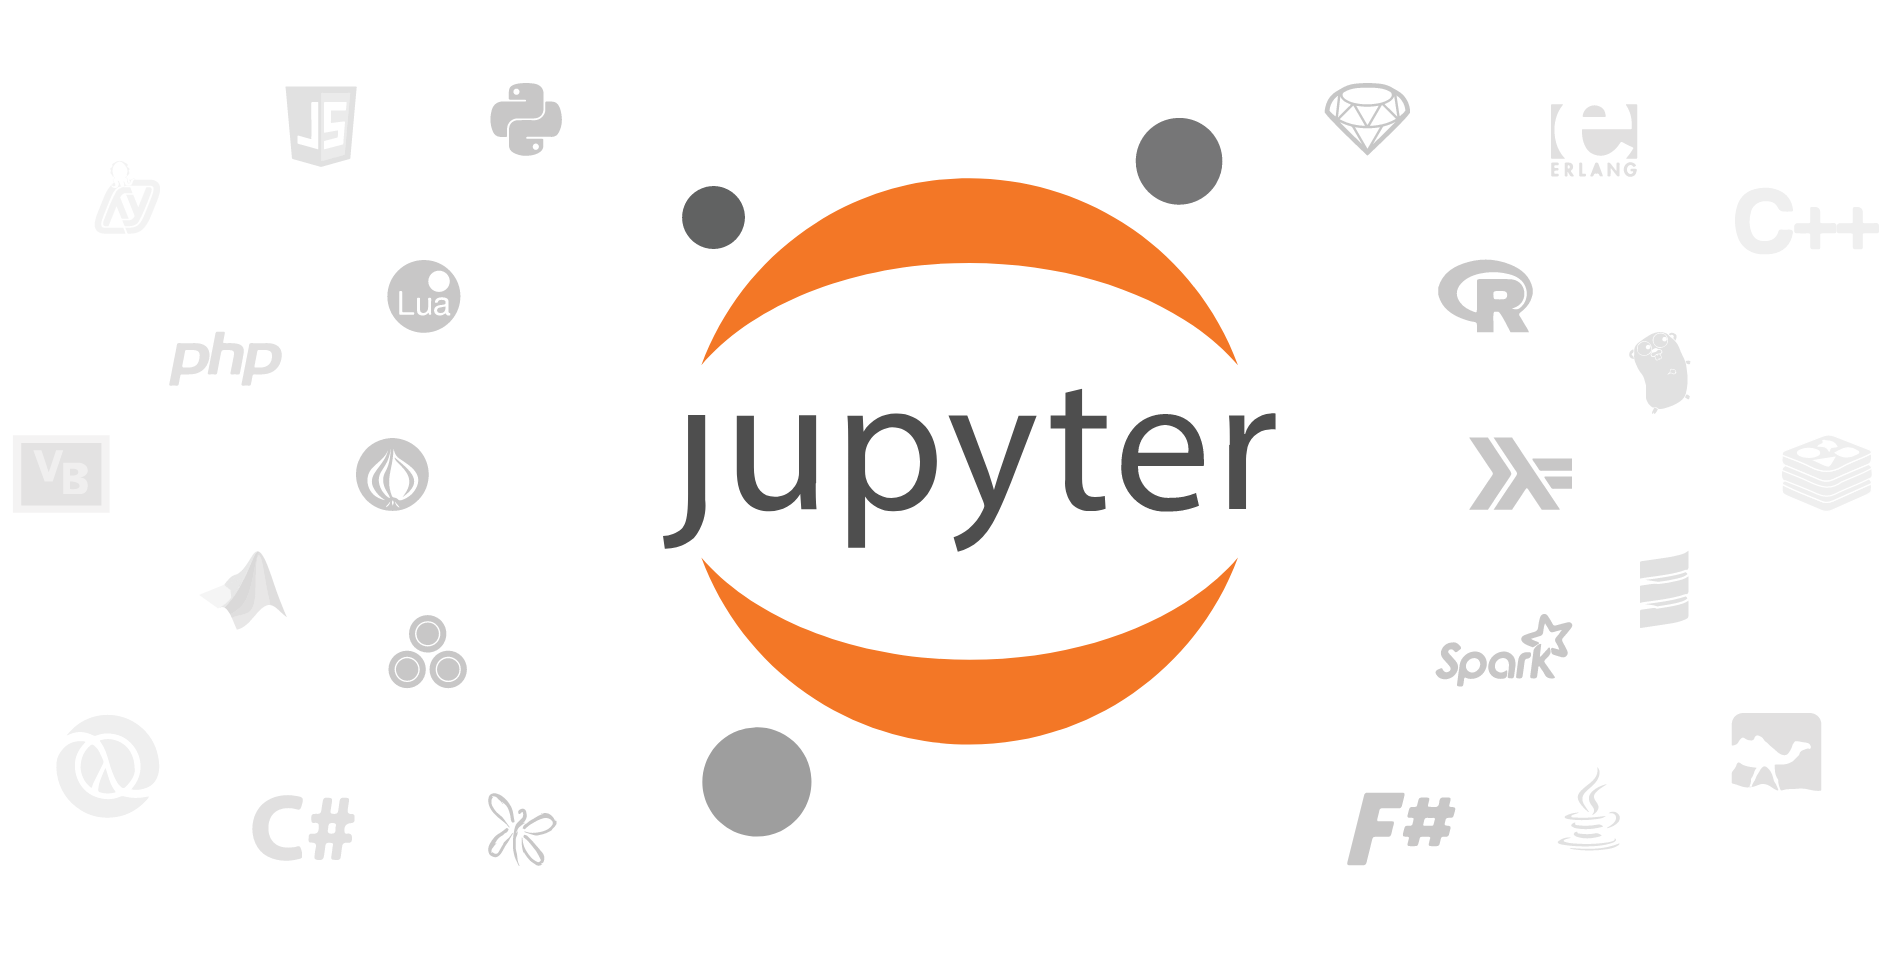 JS
ERLANG
C++
Lua
R
php
jupyter
VB
Spark
C#
F#